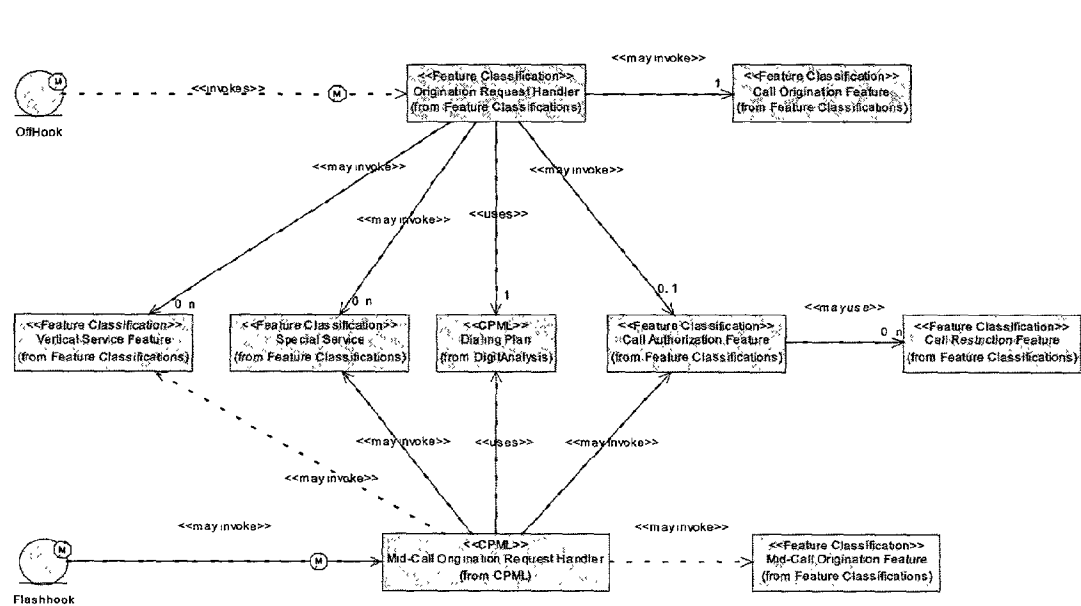 <<may invoke>>
M
<<invokes>>
M
<<Feature Classification>>
Origination Request Handler
(from Feature Classifications)
1
<<Feature Classification>>
Call Origination Feature
(from Feature Classifications)
OffHook
<<may invoke>>
<<may invoke>>
<<may invoke>>
<<uses>>
0 n
0 n
1
0.1
<<may use>>
0 n
<<Feature Classification>>
Vertical Service Feature
(from Feature Classifications)
<<Feature Classification>>
Special Service
(from Feature Classifications)
<<CPML>>
Dialing Plan
(from DigitAnalysis)
<<Feature Classification>>
Call Authorization Feature
(from Feature Classifications)
<<Feature Classification>>
Call Restriction Feature
(from Feature Classifications)
<<may invoke>>
<<uses>>
<<may invoke>>
<<may invoke>>
<<may invoke>>
<<may invoke>>
M
M
<<CPML>>
Mid-Call Origination Request Handler
(from CPML)
<<Feature Classification>>
Mid-Call Origination Feature
(from Feature Classifications)
Flashhook